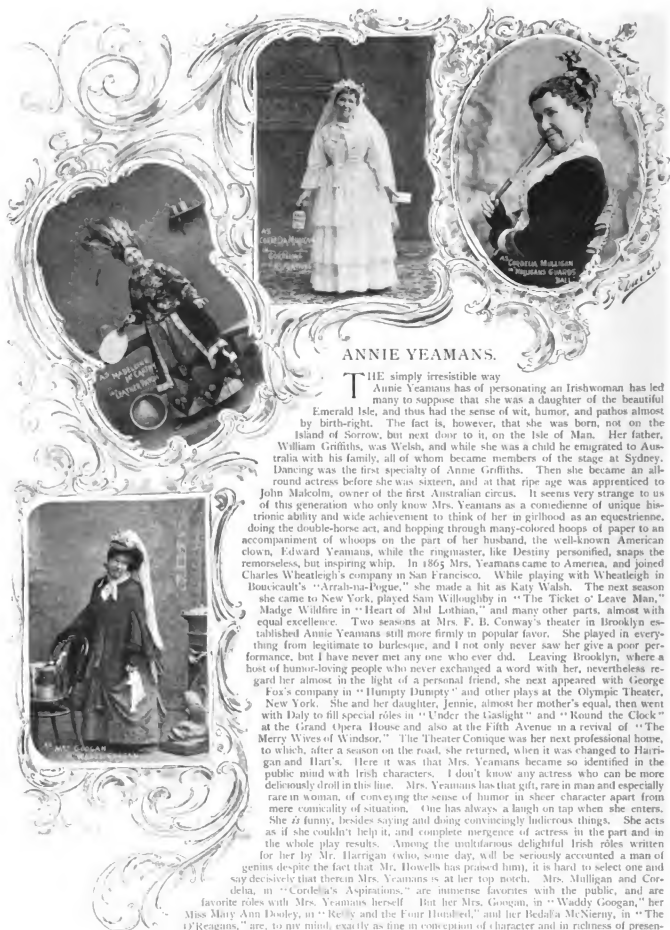 AS
CORDELIA MULLIGAN
IN
AS CORDELIA MULLIGAN
IN "MULLIGANS GUARDS
BALL"
AS MADELEINE
McCARTHY
IN "LEATHER PATCH"
ANNIE YEAMANS.
THE simply irresistible way
Annie Yeamans has of personating an Irishwoman has led
many to suppose that she was a daughter of the beautiful
Emerald Isle, and thus had the sense of wit, humor, and pathos almost
by birth-right. The fact is, however, that she was born, not on the
Island of Sorrow, but next door to it, on the Isle of Man. Her father,
William Griffiths, was Welsh, and while she was a child he emigrated to Aus-
tralia with his family, all of whom became members of the stage at Sydney.
Dancing was the first specialty of Annie Griffiths. Then she became an all-
round actress before she was sixteen, and at that ripe age was apprenticed to
John Malcolm, owner of the first Australian circus. It seems very strange to us
of this generation who only know Mrs. Yeamans as a comedienne of unique his-
trionic ability and wide achievement to think of her in girlhood as an equestrienne,
doing the double-horse act, and hopping through many-colored hoops of paper to an
accompaniment of whoops on the part of her husband, the well-known American
clown, Edward Yeamans, while the ringmaster, like Destiny personified, snaps the
remorseless, but inspiring whip. In 1865 Mrs. Yeamans came to America, and joined
Charles Wheatleigh's company in San Francisco. While playing with Wheatleigh in
Boucicault's "Arrah-na-Pogue," she made a hit as Katy Walsh. The next season
she came to New York, played Sam Willoughby in "The Ticket o' Leave Man,"
Madge Wildfire in "Heart of Mid Lothian," and many other parts, almost with
equal excellence. Two seasons at Mrs. F. B. Conway's theater in Brooklyn es-
tablished Annie Yeamans still more firmly in popular favor. She played in every-
thing from legitimate to burlesque, and I not only never saw her give a poor per-
formance, but I have never met any one who ever did. Leaving Brooklyn, where a
host of humor-loving people who never exchanged a word with her, nevertheless re-
gard her almost in the light of a personal friend, she next appeared with George
Fox's company in "Humpty Dumpty" and other plays at the Olympic Theater,
New York. She and her daughter, Jennie, almost her mother's equal, then went
with Daly to fill special rôles in "Under the Gaslight" and "Round the Clock"
at the Grand Opera House and also at the Fifth Avenue in a revival of "The
Merry Wives of Windsor." The Theater Comique was her next professional home,
to which, after a season on the road, she returned, when it was changed to Harri-
gan and Hart's. Here it was that Mrs. Yeamans became so identified in the
public mind with Irish characters. I don't know any actress who can be more
deliciously droll in this line. Mrs. Yeamans has that gift, rare in man and especially
rare in woman, of conveying the sense of humor in sheer character apart from
mere comicality of situation. One has always a laugh on tap when she enters.
She is funny, besides saying and doing convincingly ludicrous things. She acts
as if she couldn't help it, and complete mergence of actress in the part and in
the whole play results. Among the multifarious delightful Irish rôles written
for her by Mr. Harrigan (who, some day, will be seriously accounted a man of
genius despite the fact that Mr. Howells has praised him), it is hard to select one and
say decisively that therein Mrs. Yeamans is at her top notch. Mrs. Mulligan and Cor-
delia, in "Cordelia's Aspirations," are immense favorites with the public, and are
favorite rôles with Mrs. Yeamans herself. But her Mrs. Googan, in "Waddy Googan," her
Miss Mary Ann Dooley, in "Reilly and the Four Hundred," and her Bedalia McNierny, in "The
O'Reagans," are, to my mind, exactly as fine in conception of character and in richness of presen-
AS MRS GOOGAN
IN WADDY GOOGAN